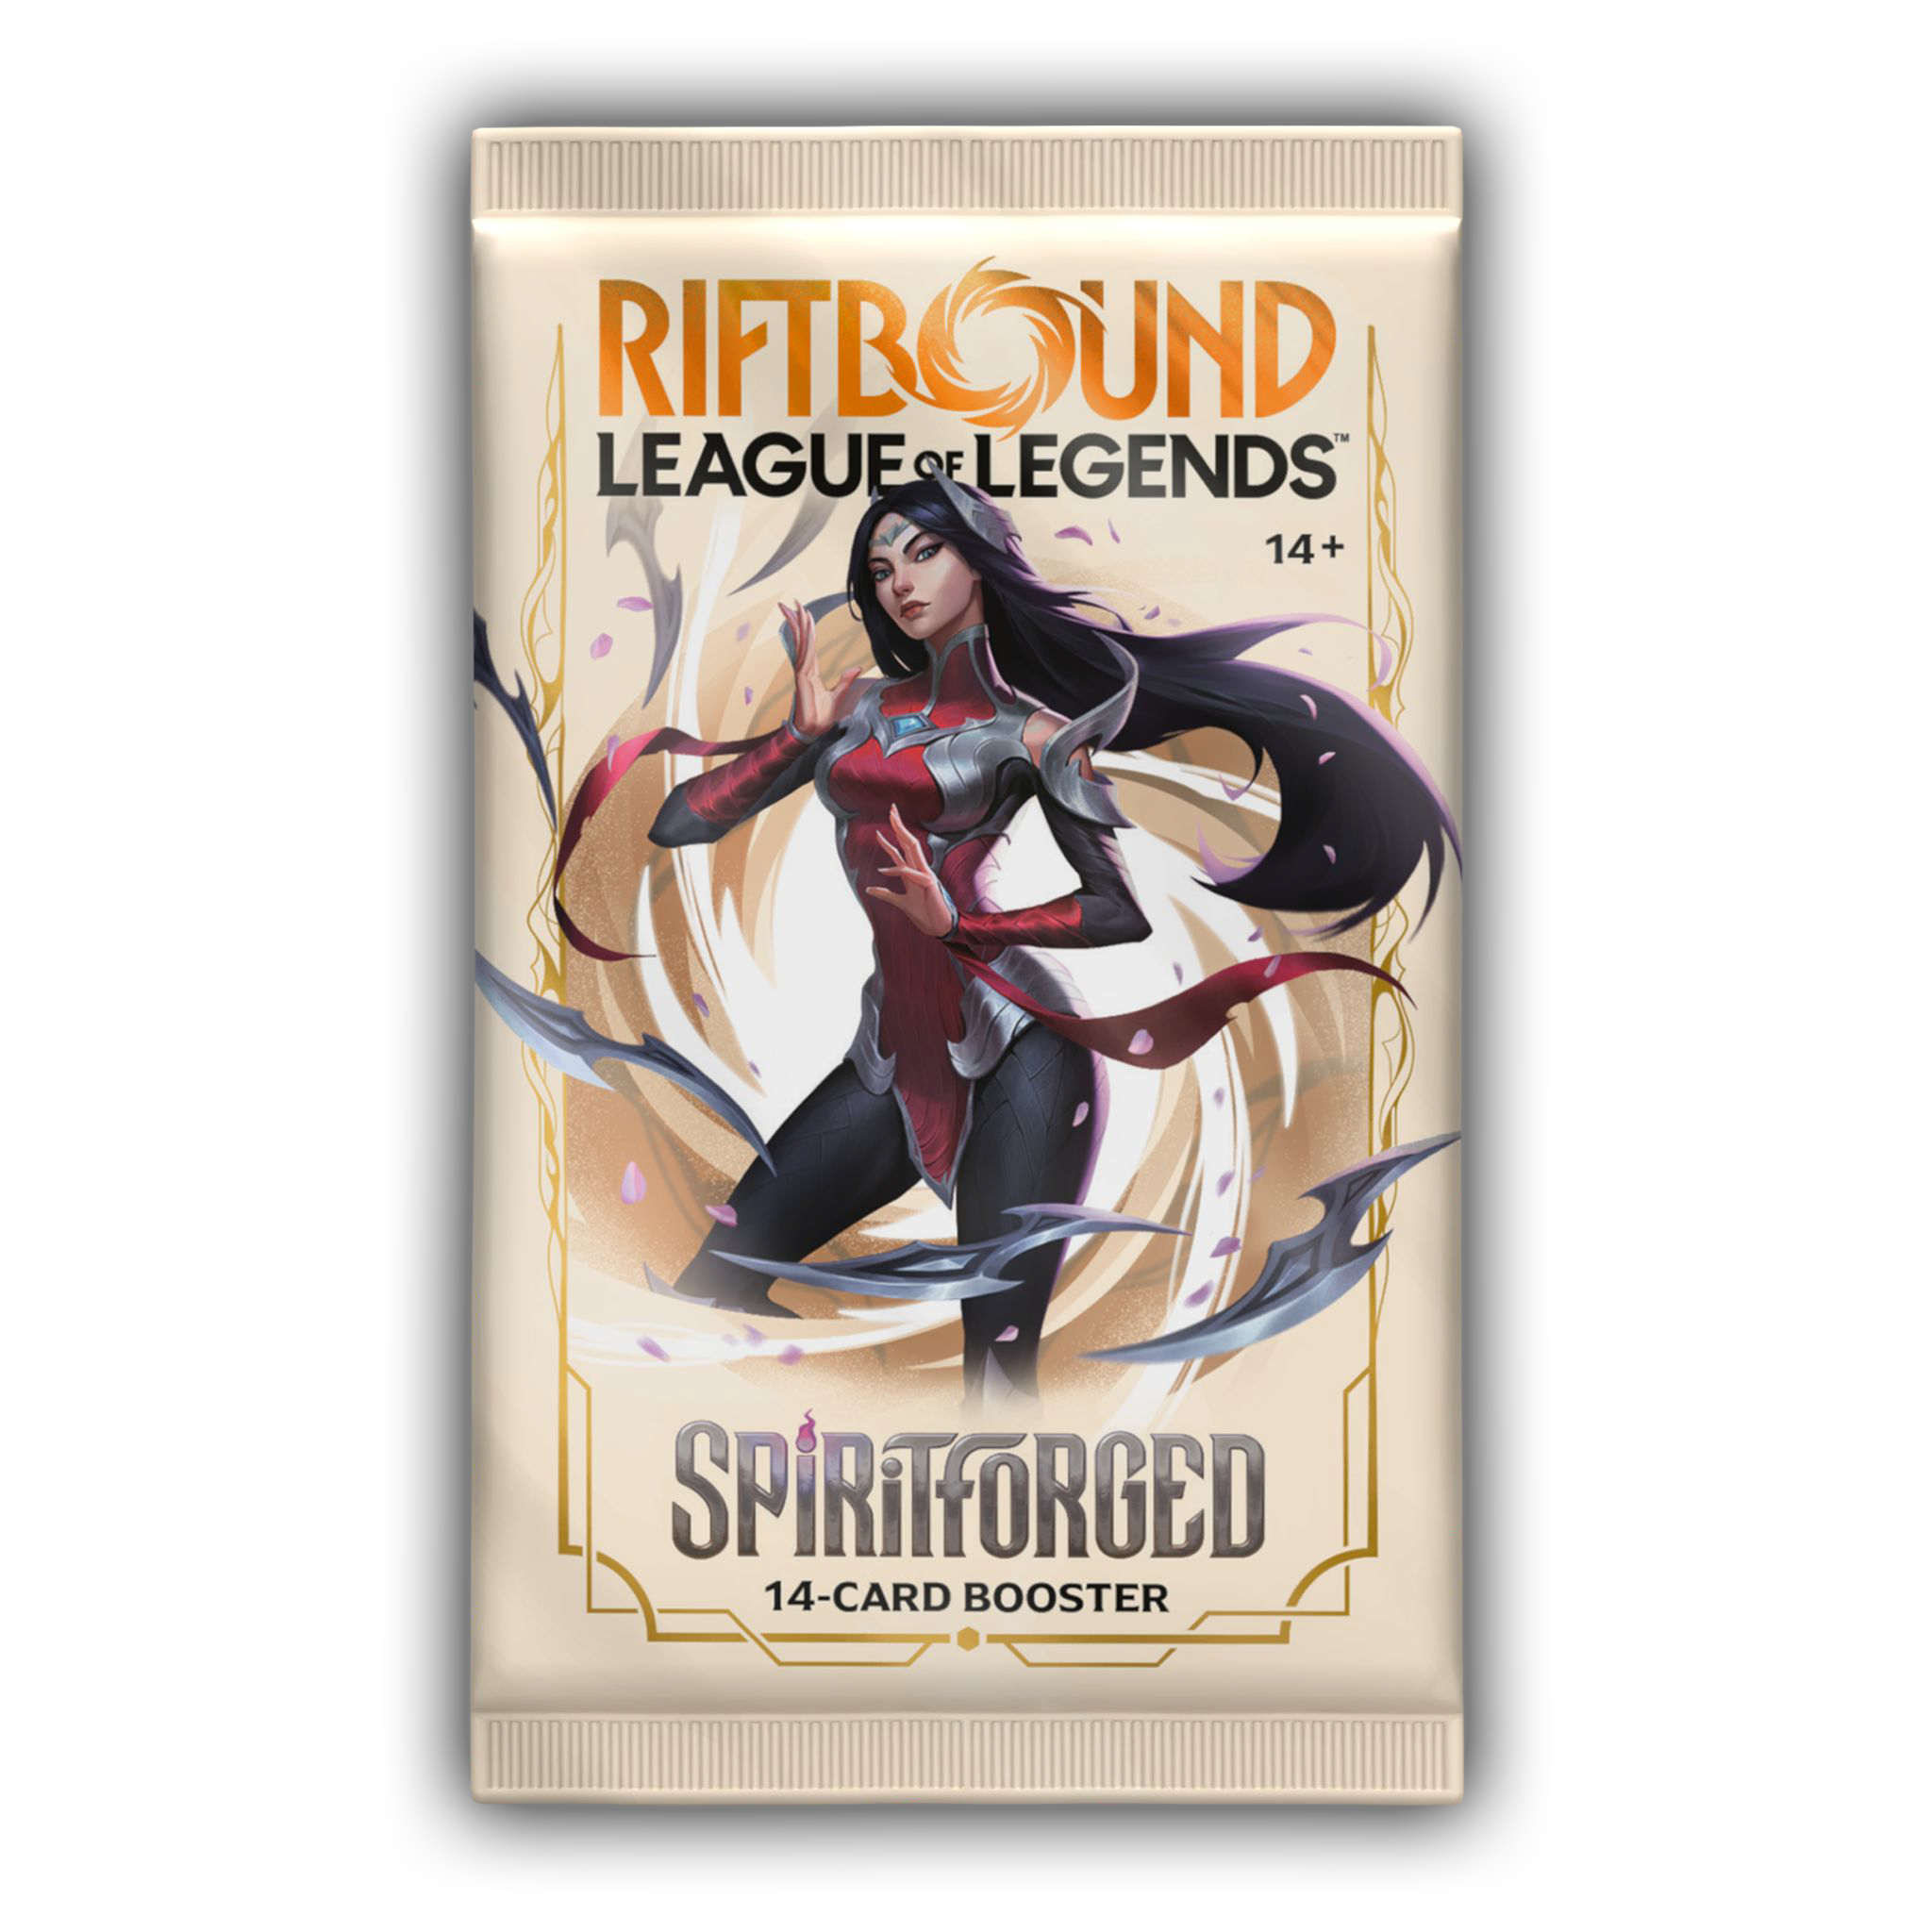 RIFTBOUND
LEAGUE OF LEGENDS™
14+
SPIRITFORGED
14-CARD BOOSTER